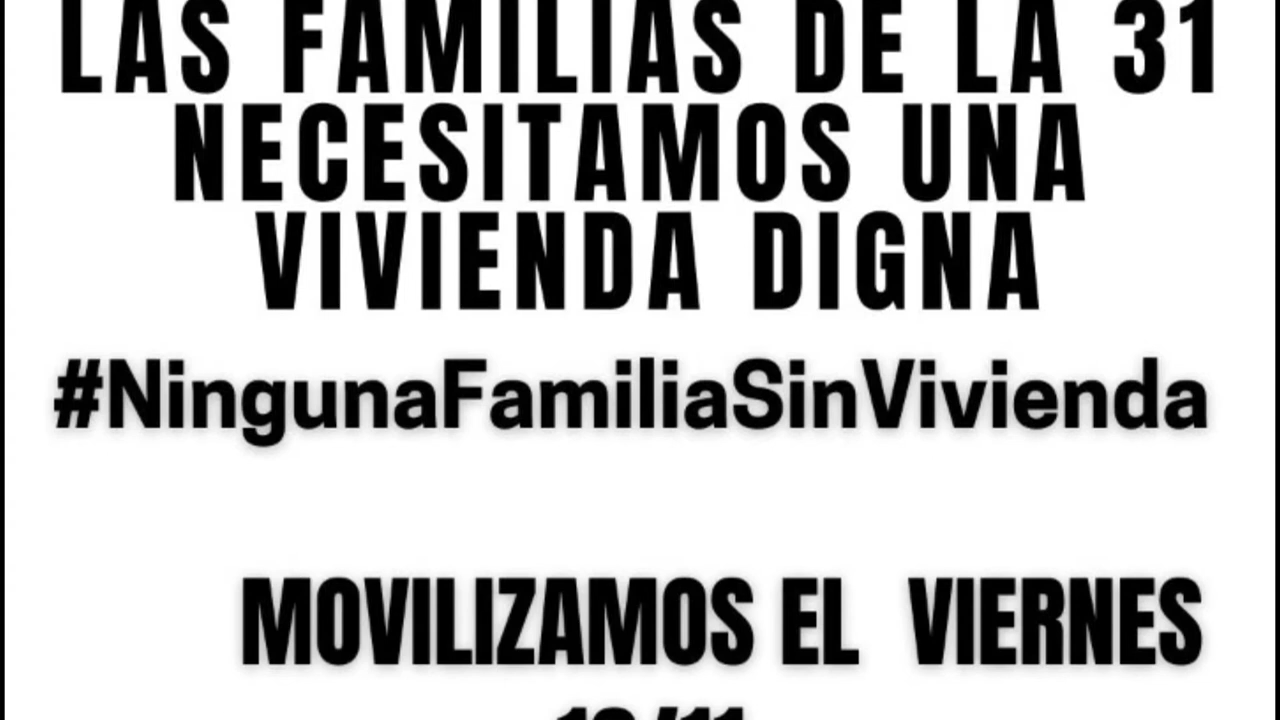 LAS FAMILIAS DE LA 31
NECESITAMOS UNA
VIVIENDA DIGNA
#NingunaFamiliaSinVivienda
MOVILIZAMOS EL VIERNES